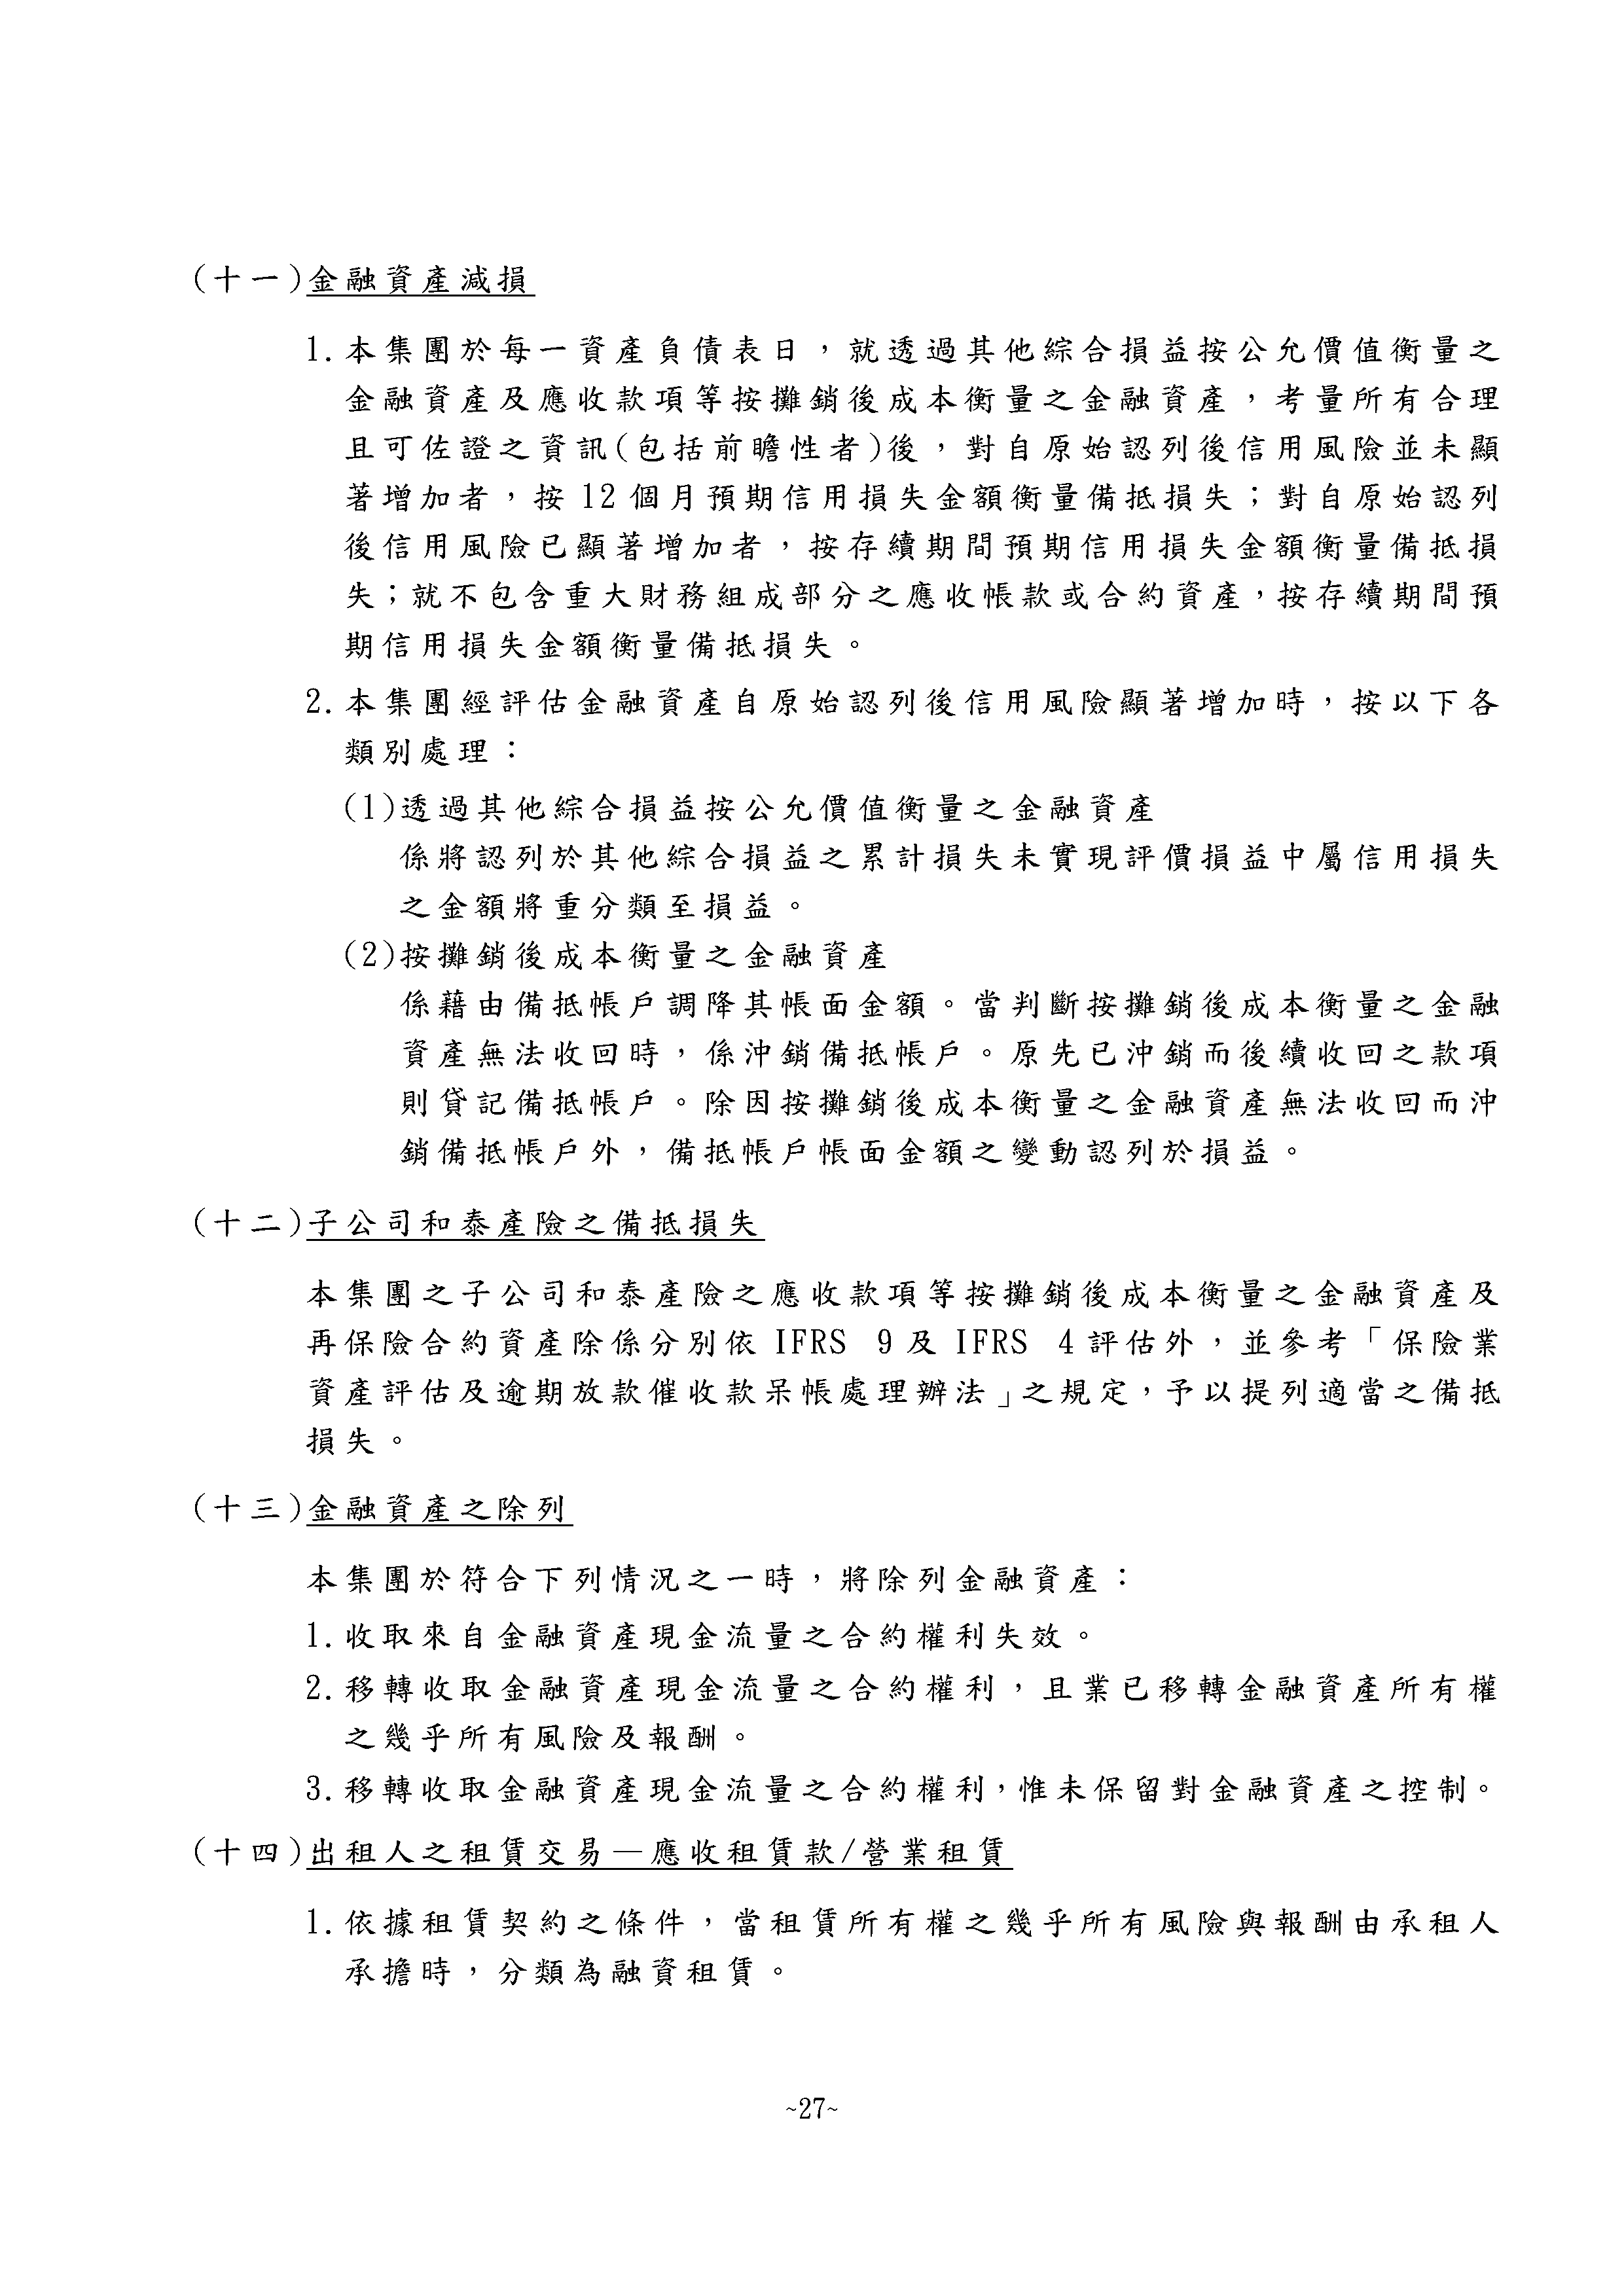 (十一)金融資產減損
1.本集團於每一資產負債表日，就透過其他綜合損益按公允價值衡量之
金融資產及應收款項等按攤銷後成本衡量之金融資產，考量所有合理
且可佐證之資訊(包括前瞻性者)後，對自原始認列後信用風險並未顯
著增加者，按 12 個月預期信用損失金額衡量備抵損失；對自原始認列
後信用風險已顯著增加者，按存續期間預期信用損失金額衡量備抵損
失；就不包含重大財務組成部分之應收帳款或合約資產，按存續期間預
期信用損失金額衡量備抵損失。
2.本集團經評估金融資產自原始認列後信用風險顯著增加時，按以下各
類別處理：
(1)透過其他綜合損益按公允價值衡量之金融資產
係將認列於其他綜合損益之累計損失未實現評價損益中屬信用損失
之金額將重分類至損益。
(2)按攤銷後成本衡量之金融資產
係藉由備抵帳戶調降其帳面金額。當判斷按攤銷後成本衡量之金融
資產無法收回時，係沖銷備抵帳戶。原先已沖銷而後續收回之款項
則貸記備抵帳戶。除因按攤銷後成本衡量之金融資產無法收回而沖
銷備抵帳戶外，備抵帳戶帳面金額之變動認列於損益。
(十二)子公司和泰產險之備抵損失
本集團之子公司和泰產險之應收款項等按攤銷後成本衡量之金融資產及
再保險合約資產除係分別依 IFRS 9 及 IFRS 4 評估外，並參考「保險業
資產評估及逾期放款催收款呆帳處理辦法」之規定，予以提列適當之備抵
損失。
(十三)金融資產之除列
本集團於符合下列情況之一時，將除列金融資產：
1.收取來自金融資產現金流量之合約權利失效。
2.移轉收取金融資產現金流量之合約權利，且業已移轉金融資產所有權
之幾乎所有風險及報酬。
3.移轉收取金融資產現金流量之合約權利，惟未保留對金融資產之控制。
(十四)出租人之租賃交易—應收租賃款/營業租賃
1.依據租賃契約之條件，當租賃所有權之幾乎所有風險與報酬由承租人
承擔時，分類為融資租賃。
~27~